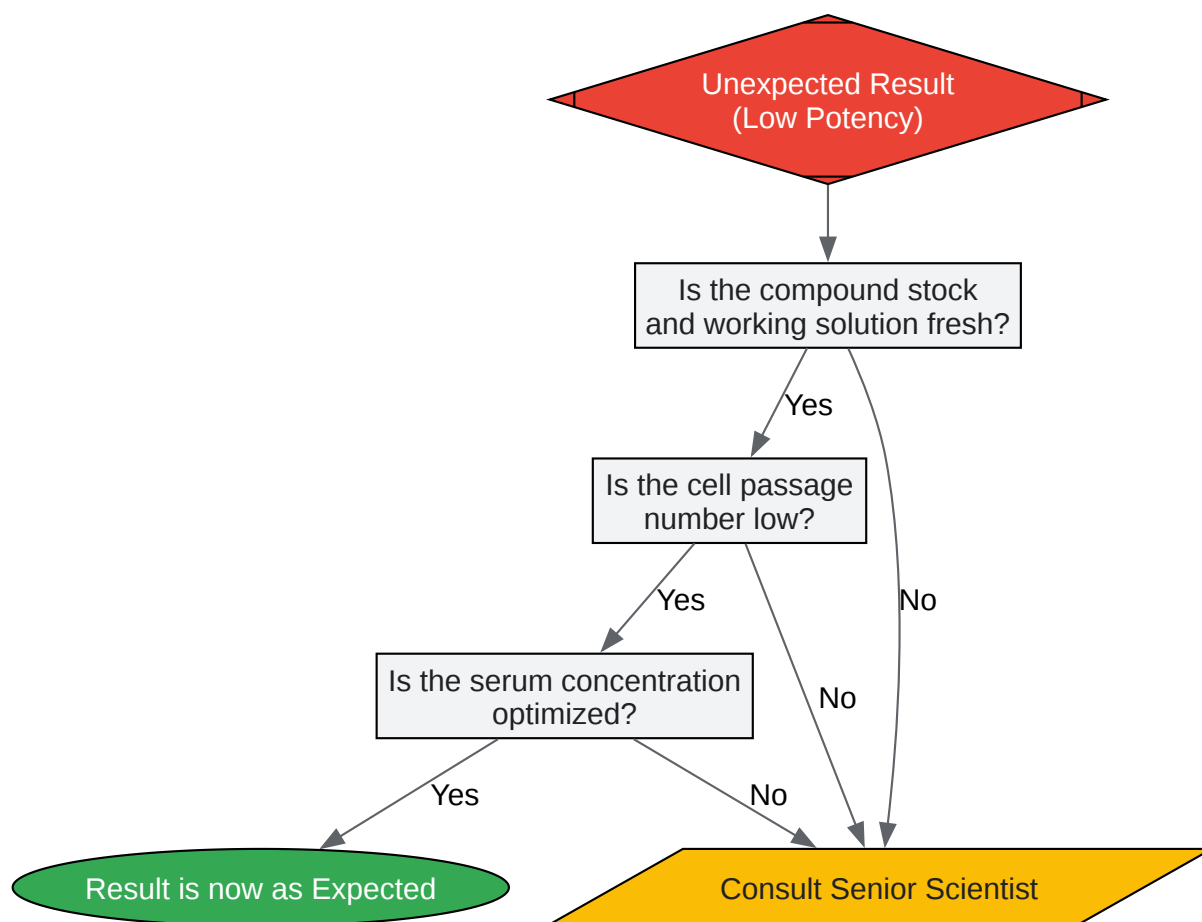 Unexpected Result
(Low Potency)
Is the compound stock
and working solution fresh?
Yes
Is the cell passage
number low?
Yes
No
Is the serum concentration
optimized?
No
Yes
No
Result is now as Expected
Consult Senior Scientist